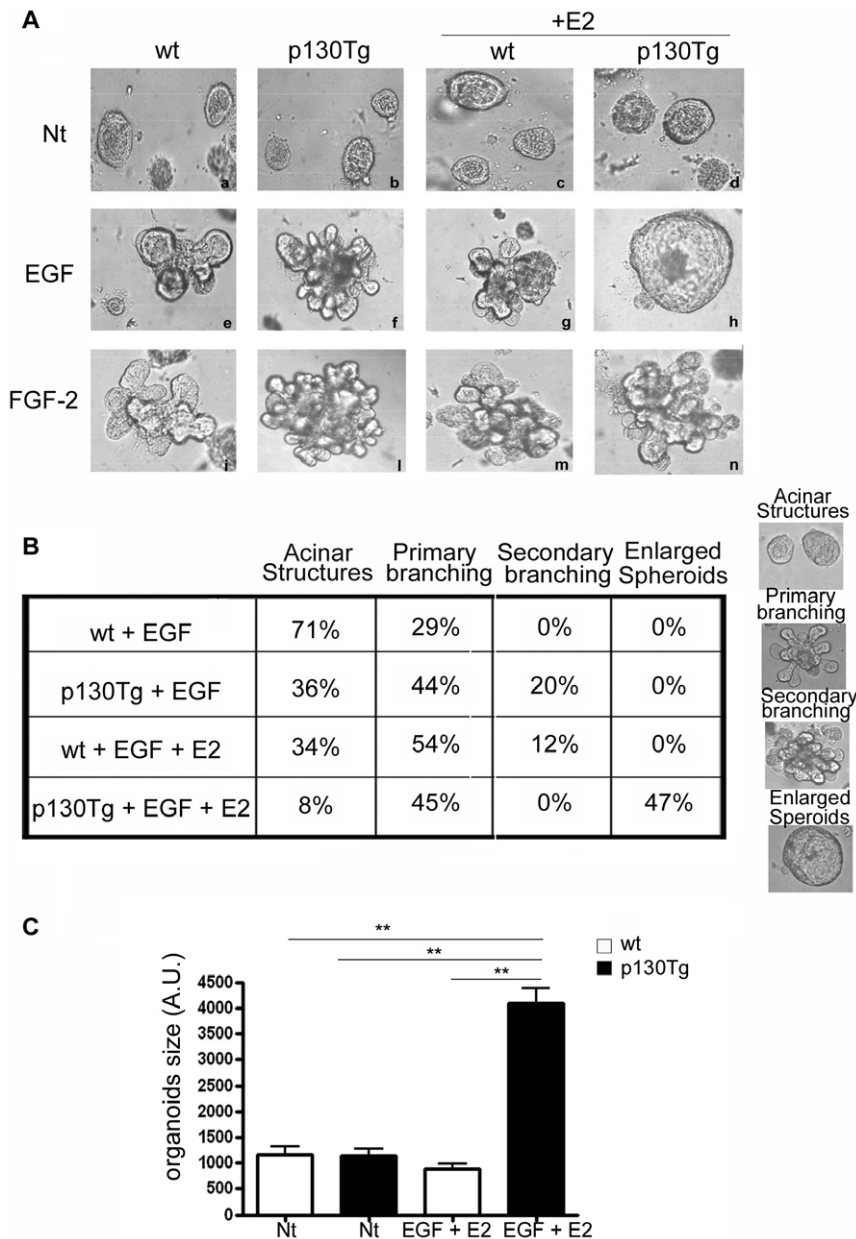 A
+E2
wt p130Tg wt p130Tg
Nt
a b c d
EGF
e f g h
FGF-2
i l m n
B
Acinar Structures
Primary branching
Secondary branching
Enlarged Spheroids
wt + EGF 71% 29% 0% 0%
p130Tg + EGF 36% 44% 20% 0%
wt + EGF + E2 34% 54% 12% 0%
p130Tg + EGF + E2 8% 45% 0% 47%
Acinar
Structures
Primary
branching
Secondary
branching
Enlarged
Speroids
C
** 
**
**
wt
p130Tg
organoids size (A.U.)
4500
4000
3500
3000
2500
2000
1500
1000
500
0
Nt Nt EGF + E2 EGF + E2